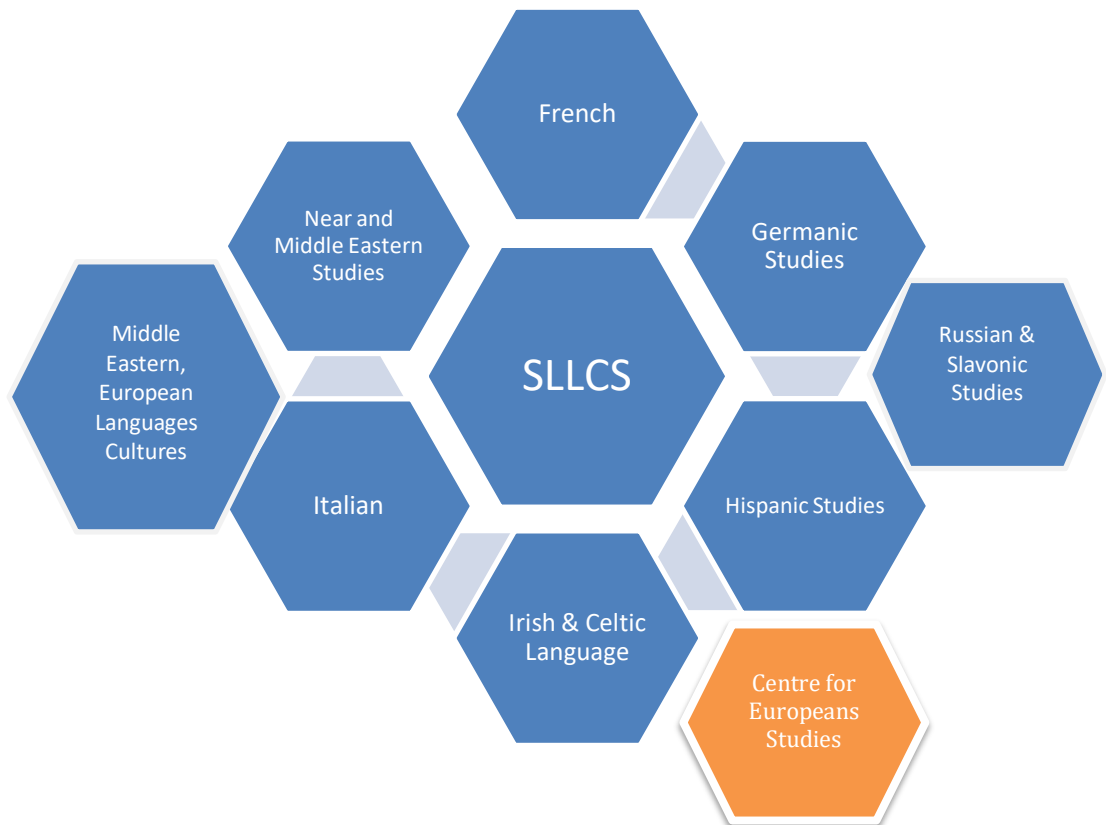 French
Near and
Middle Eastern
Studies
Germanic
Studies
Middle
Eastern,
European
Languages
Cultures
SLLCS
Russian &
Slavonic
Studies
Italian
Hispanic Studies
Irish & Celtic
Language
Centre for
Europeans
Studies